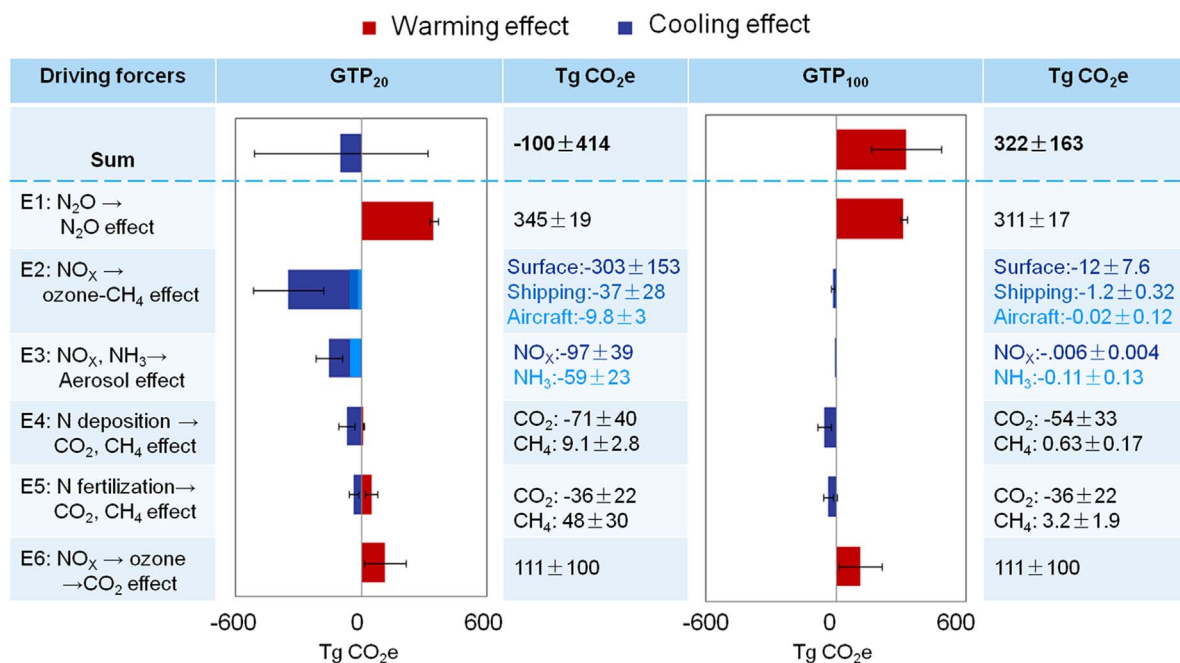 Warming effect Cooling effect
Driving forcers GTP₂₀ Tg CO₂e GTP₁₀₀ Tg CO₂e
Sum -100±414 322±163
E1: N₂O →
N₂O effect
345±19 311±17
E2: NOₓ →
ozone-CH₄ effect
Surface:-303±153 Surface:-12±7.6
Shipping:-37±28 Shipping:-1.2±0.32
Aircraft:-9.8±3 Aircraft:-0.02±0.12
E3: NOₓ, NH₃→
Aerosol effect
NOₓ:-97±39 NOₓ:-.006±0.004
NH₃:-59±23 NH₃:-0.11±0.13
E4: N deposition →
CO₂, CH₄ effect
CO₂: -71±40 CO₂: -54±33
CH₄: 9.1±2.8 CH₄: 0.63±0.17
E5: N fertilization→
CO₂, CH₄ effect
CO₂: -36±22 CO₂: -36±22
CH₄: 48±30 CH₄: 3.2±1.9
E6: NOₓ → ozone
→CO₂ effect
111±100 111±100
-600 0 600 -600 0 600
Tg CO₂e Tg CO₂e